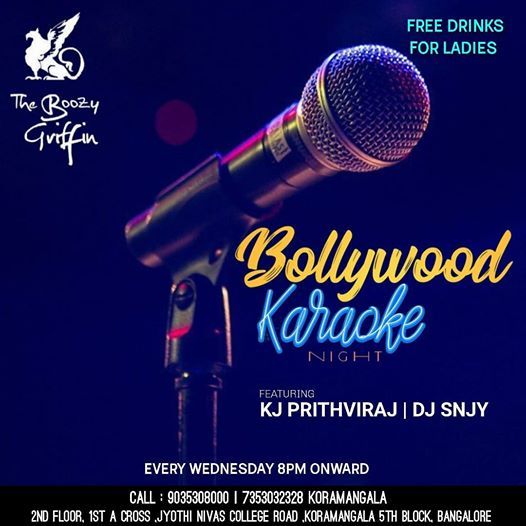 FREE DRINKS
FOR LADIES
The Boozy
Griffin
Bollywood
Karaoke
NIGHT
FEATURING
KJ PRITHVIRAJ | DJ SNJY
EVERY WEDNESDAY 8PM ONWARD
CALL : 9035308000 | 7353032328 KORAMANGALA
2ND FLOOR, 1ST A CROSS ,JYOTHI NIVAS COLLEGE ROAD ,KORAMANGALA 5TH BLOCK, BANGALORE